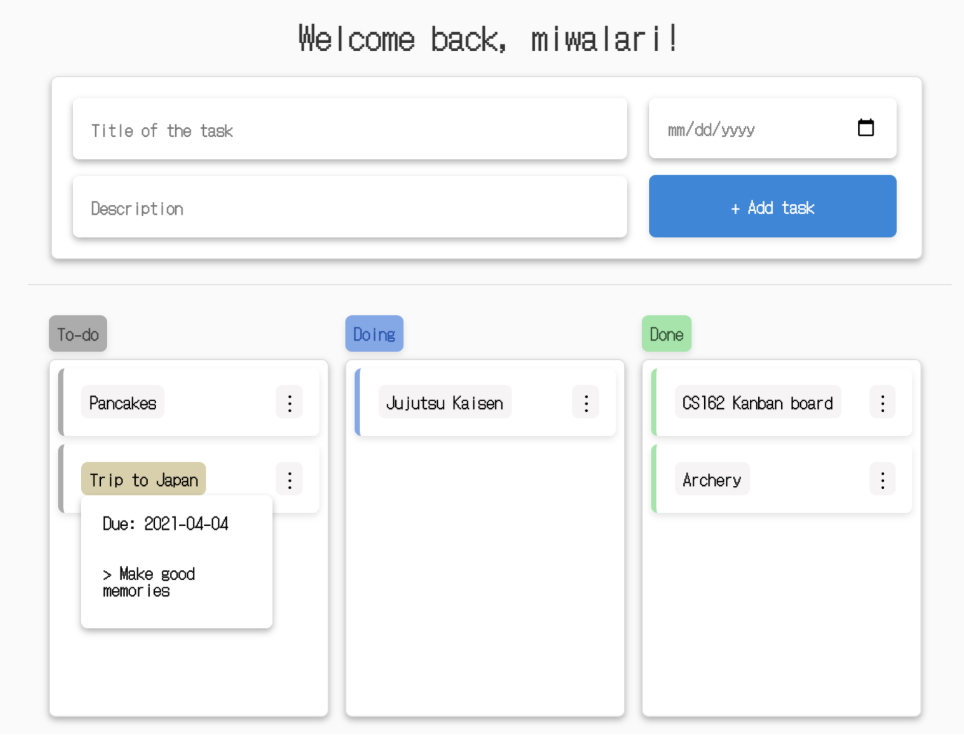 Welcome back, miwalari!
Title of the task
mm/dd/yyyy
Description
+ Add task
To-do
Pancakes
Trip to Japan
Due: 2021-04-04
> Make good
memories
Doing
Jujutsu Kaisen
Done
CS162 Kanban board
Archery